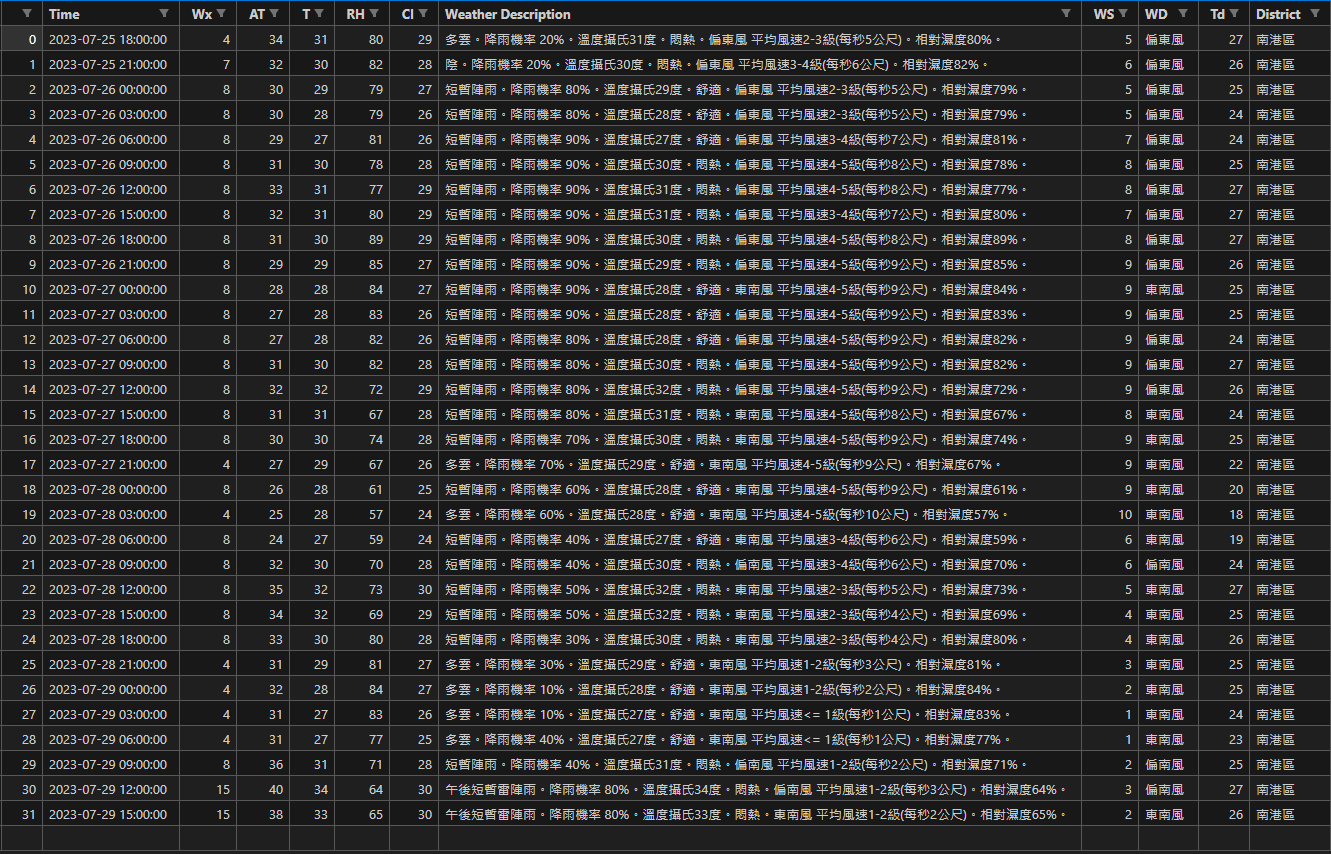 Time Wx AT T RH CI Weather Description WS WD Td District
0 2023-07-25 18:00:00 4 34 31 80 29 多雲。降雨機率 20%。溫度攝氏31度。悶熱。偏東風 平均風速2-3級(每秒5公尺)。相對濕度80%。 5 偏東風 27 南港區
1 2023-07-25 21:00:00 7 32 30 82 28 陰。降雨機率 20%。溫度攝氏30度。悶熱。偏東風 平均風速3-4級(每秒6公尺)。相對濕度82%。 6 偏東風 26 南港區
2 2023-07-26 00:00:00 8 30 29 79 27 短暫陣雨。降雨機率 80%。溫度攝氏29度。舒適。偏東風 平均風速2-3級(每秒5公尺)。相對濕度79%。 5 偏東風 25 南港區
3 2023-07-26 03:00:00 8 30 28 79 26 短暫陣雨。降雨機率 80%。溫度攝氏28度。舒適。偏東風 平均風速2-3級(每秒5公尺)。相對濕度79%。 5 偏東風 24 南港區
4 2023-07-26 06:00:00 8 29 27 81 26 短暫陣雨。降雨機率 90%。溫度攝氏27度。舒適。偏東風 平均風速3-4級(每秒7公尺)。相對濕度81%。 7 偏東風 24 南港區
5 2023-07-26 09:00:00 8 31 30 78 28 短暫陣雨。降雨機率 90%。溫度攝氏30度。悶熱。偏東風 平均風速4-5級(每秒8公尺)。相對濕度78%。 8 偏東風 25 南港區
6 2023-07-26 12:00:00 8 33 31 77 29 短暫陣雨。降雨機率 90%。溫度攝氏31度。悶熱。偏東風 平均風速4-5級(每秒8公尺)。相對濕度77%。 8 偏東風 27 南港區
7 2023-07-26 15:00:00 8 32 31 80 29 短暫陣雨。降雨機率 90%。溫度攝氏31度。悶熱。偏東風 平均風速3-4級(每秒7公尺)。相對濕度80%。 7 偏東風 27 南港區
8 2023-07-26 18:00:00 8 31 30 89 29 短暫陣雨。降雨機率 90%。溫度攝氏30度。悶熱。偏東風 平均風速4-5級(每秒8公尺)。相對濕度89%。 8 偏東風 27 南港區
9 2023-07-26 21:00:00 8 29 29 85 27 短暫陣雨。降雨機率 90%。溫度攝氏29度。悶熱。偏東風 平均風速4-5級(每秒9公尺)。相對濕度85%。 9 偏東風 26 南港區
10 2023-07-27 00:00:00 8 28 28 84 27 短暫陣雨。降雨機率 90%。溫度攝氏28度。舒適。東南風 平均風速4-5級(每秒9公尺)。相對濕度84%。 9 東南風 25 南港區
11 2023-07-27 03:00:00 8 27 28 83 26 短暫陣雨。降雨機率 90%。溫度攝氏28度。舒適。偏東風 平均風速4-5級(每秒9公尺)。相對濕度83%。 9 偏東風 25 南港區
12 2023-07-27 06:00:00 8 27 28 82 26 短暫陣雨。降雨機率 80%。溫度攝氏28度。舒適。偏東風 平均風速4-5級(每秒9公尺)。相對濕度82%。 9 偏東風 24 南港區
13 2023-07-27 09:00:00 8 31 30 82 28 短暫陣雨。降雨機率 80%。溫度攝氏30度。悶熱。偏東風 平均風速4-5級(每秒9公尺)。相對濕度82%。 9 偏東風 27 南港區
14 2023-07-27 12:00:00 8 32 32 72 29 短暫陣雨。降雨機率 80%。溫度攝氏32度。悶熱。偏東風 平均風速4-5級(每秒9公尺)。相對濕度72%。 9 偏東風 26 南港區
15 2023-07-27 15:00:00 8 31 31 67 28 短暫陣雨。降雨機率 80%。溫度攝氏31度。悶熱。東南風 平均風速4-5級(每秒8公尺)。相對濕度67%。 8 東南風 24 南港區
16 2023-07-27 18:00:00 8 30 30 74 28 短暫陣雨。降雨機率 70%。溫度攝氏30度。悶熱。東南風 平均風速4-5級(每秒9公尺)。相對濕度74%。 9 東南風 25 南港區
17 2023-07-27 21:00:00 4 27 29 67 26 多雲。降雨機率 70%。溫度攝氏29度。舒適。東南風 平均風速4-5級(每秒9公尺)。相對濕度67%。 9 東南風 22 南港區
18 2023-07-28 00:00:00 8 26 28 61 25 短暫陣雨。降雨機率 60%。溫度攝氏28度。舒適。東南風 平均風速4-5級(每秒9公尺)。相對濕度61%。 9 東南風 20 南港區
19 2023-07-28 03:00:00 4 25 28 57 24 多雲。降雨機率 60%。溫度攝氏28度。舒適。東南風 平均風速4-5級(每秒10公尺)。相對濕度57%。 10 東南風 18 南港區
20 2023-07-28 06:00:00 8 24 27 59 24 短暫陣雨。降雨機率 40%。溫度攝氏27度。舒適。東南風 平均風速3-4級(每秒6公尺)。相對濕度59%。 6 東南風 19 南港區
21 2023-07-28 09:00:00 8 32 30 70 28 短暫陣雨。降雨機率 40%。溫度攝氏30度。悶熱。偏南風 平均風速3-4級(每秒6公尺)。相對濕度70%。 6 偏南風 24 南港區
22 2023-07-28 12:00:00 8 35 32 73 30 短暫陣雨。降雨機率 50%。溫度攝氏32度。悶熱。東南風 平均風速2-3級(每秒5公尺)。相對濕度73%。 5 東南風 27 南港區
23 2023-07-28 15:00:00 8 34 32 69 29 短暫陣雨。降雨機率 50%。溫度攝氏32度。悶熱。東南風 平均風速2-3級(每秒4公尺)。相對濕度69%。 4 東南風 25 南港區
24 2023-07-28 18:00:00 8 33 30 80 28 短暫陣雨。降雨機率 30%。溫度攝氏30度。悶熱。東南風 平均風速2-3級(每秒4公尺)。相對濕度80%。 4 東南風 26 南港區
25 2023-07-28 21:00:00 4 31 29 81 27 多雲。降雨機率 30%。溫度攝氏29度。舒適。東南風 平均風速1-2級(每秒3公尺)。相對濕度81%。 3 東南風 25 南港區
26 2023-07-29 00:00:00 4 32 28 84 27 多雲。降雨機率 10%。溫度攝氏28度。舒適。東南風 平均風速1-2級(每秒2公尺)。相對濕度84%。 2 東南風 25 南港區
27 2023-07-29 03:00:00 4 31 27 83 26 多雲。降雨機率 10%。溫度攝氏27度。舒適。東南風 平均風速<= 1級(每秒1公尺)。相對濕度83%。 1 東南風 24 南港區
28 2023-07-29 06:00:00 4 31 27 77 25 多雲。降雨機率 40%。溫度攝氏27度。舒適。東南風 平均風速<= 1級(每秒1公尺)。相對濕度77%。 1 東南風 23 南港區
29 2023-07-29 09:00:00 8 36 31 71 28 短暫陣雨。降雨機率 40%。溫度攝氏31度。悶熱。偏南風 平均風速1-2級(每秒2公尺)。相對濕度71%。 2 偏南風 25 南港區
30 2023-07-29 12:00:00 15 40 34 64 30 午後短暫雷陣雨。降雨機率 80%。溫度攝氏34度。悶熱。偏南風 平均風速1-2級(每秒3公尺)。相對濕度64%。 3 偏南風 27 南港區
31 2023-07-29 15:00:00 15 38 33 65 30 午後短暫雷陣雨。降雨機率 80%。溫度攝氏33度。悶熱。東南風 平均風速1-2級(每秒2公尺)。相對濕度65%。 2 東南風 26 南港區